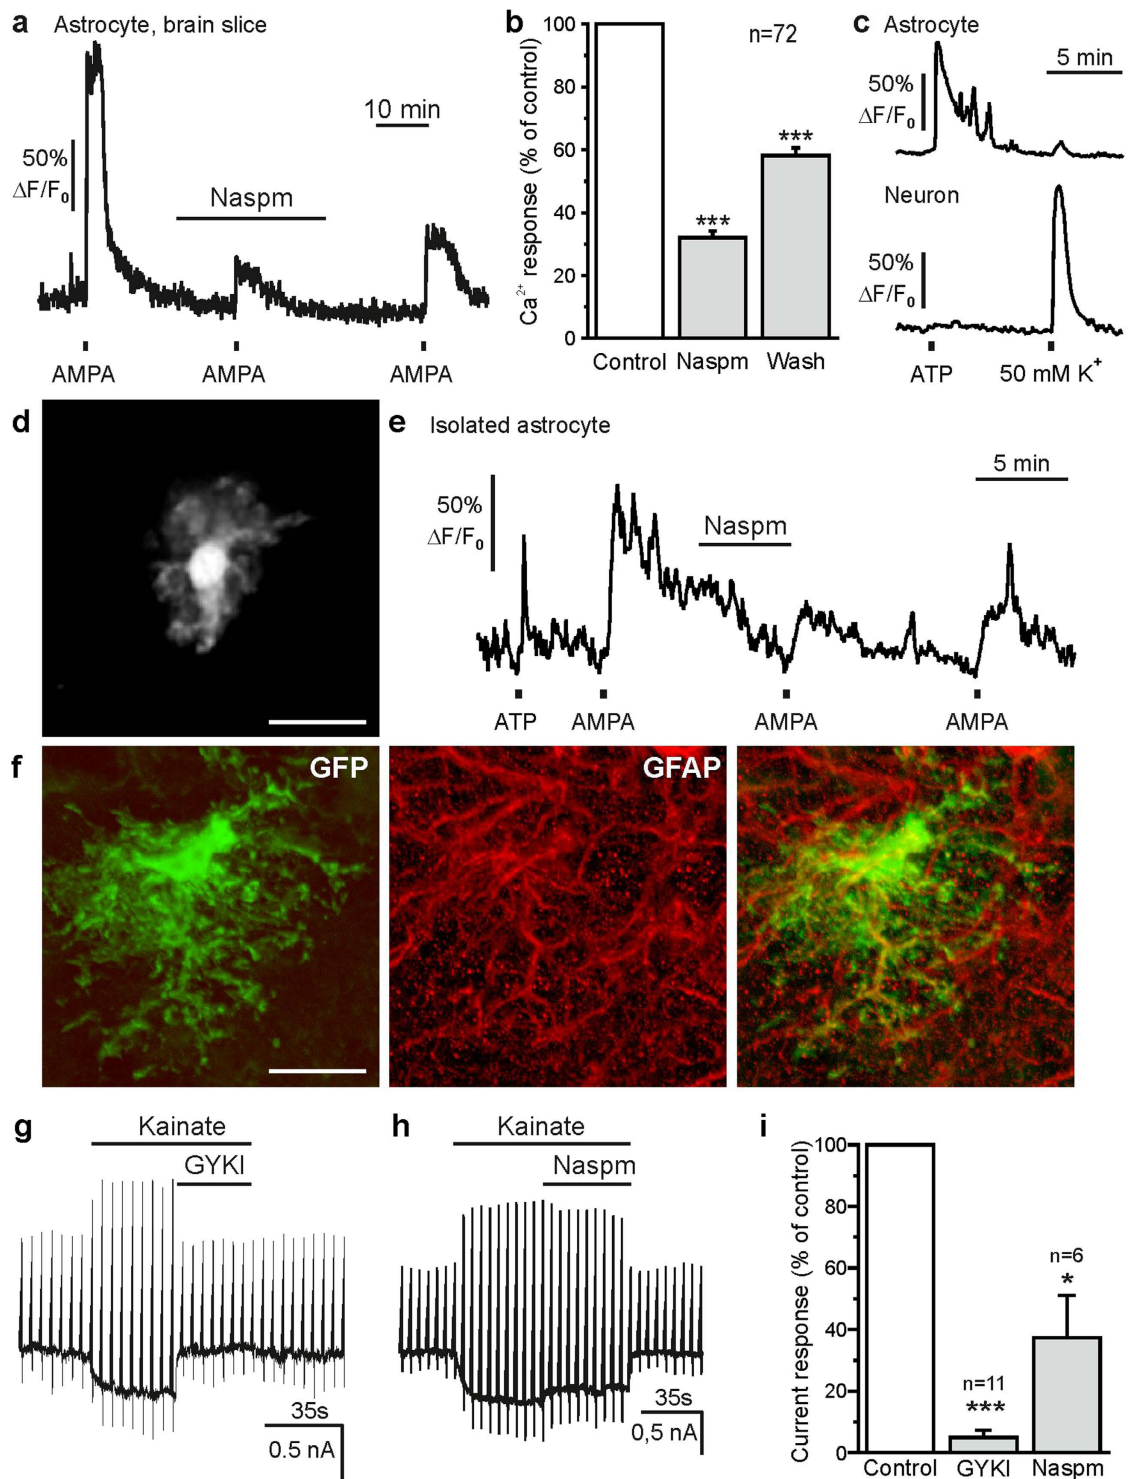 a Astrocyte, brain slice
50%
ΔF/F₀
10 min
Naspm
AMPA AMPA AMPA
b
n=72
Ca²⁺ response (% of control)
100
80
60
40
20
0
***
***
Control Naspm Wash
c Astrocyte
5 min
50%
ΔF/F₀
Neuron
50%
ΔF/F₀
ATP 50 mM K⁺
d
e Isolated astrocyte
50%
ΔF/F₀
5 min
Naspm
ATP AMPA AMPA AMPA
f
GFP
GFAP
g
Kainate
GYKI
35s
0.5 nA
h
Kainate
Naspm
35s
0,5 nA
i
Current response (% of control)
100
80
60
40
20
0
n=6
*
n=11
***
Control GYKI Naspm